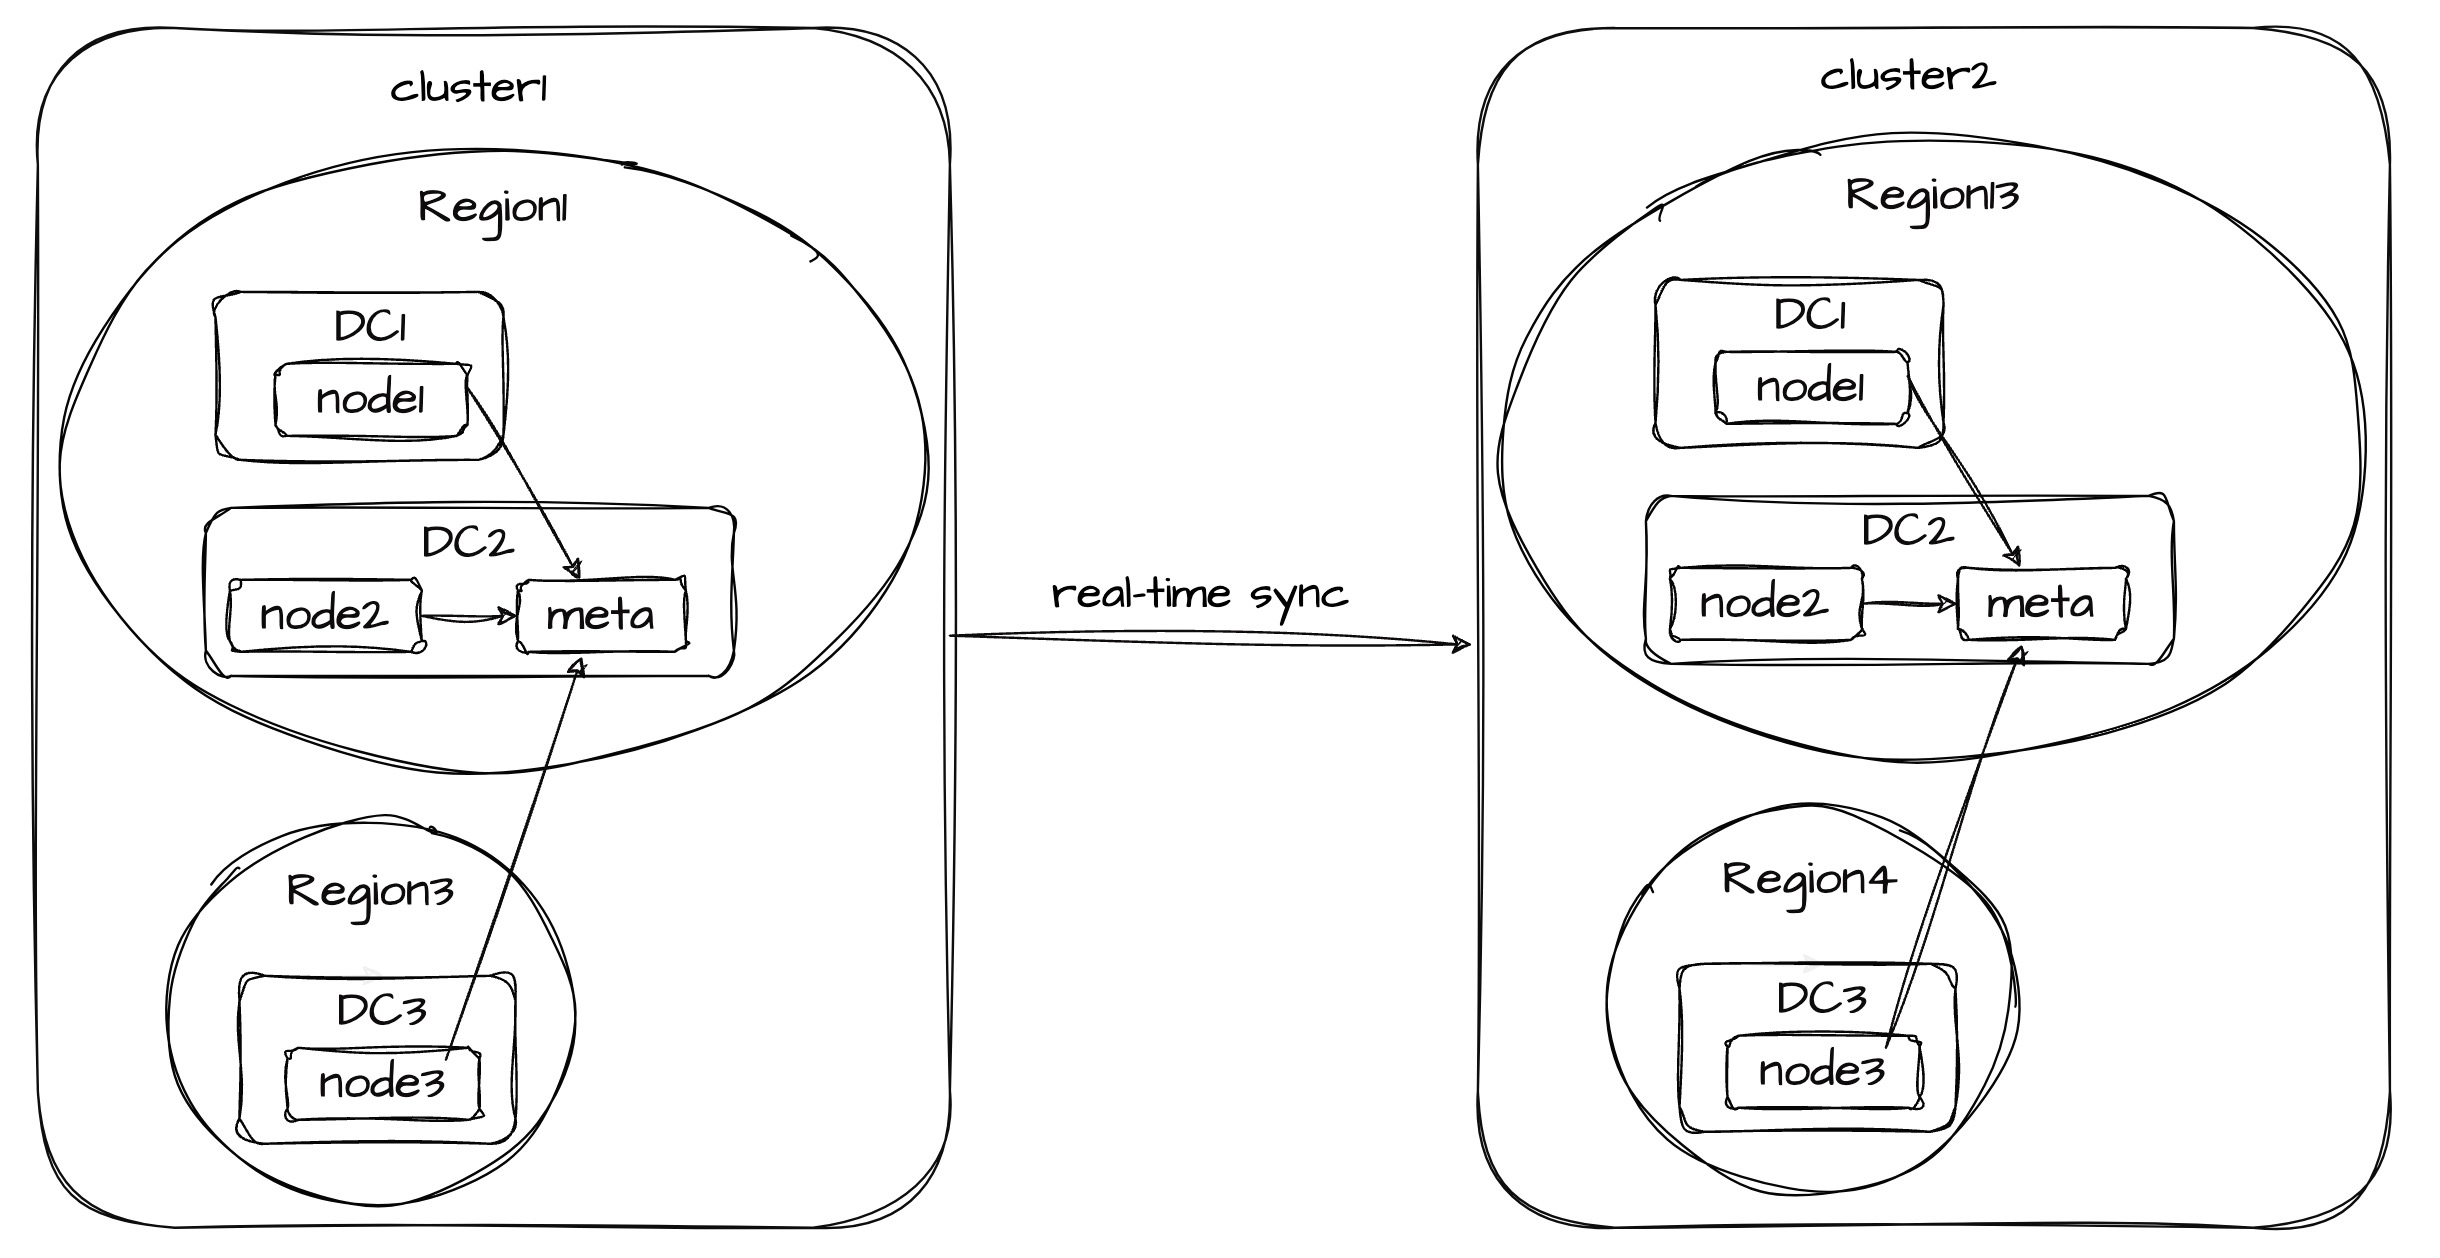 cluster1
Region1
DC1
node1
DC2
node2
meta
Region3
DC3
node3
real-time sync
cluster2
Region13
DC1
node1
DC2
node2
meta
Region4
DC3
node3